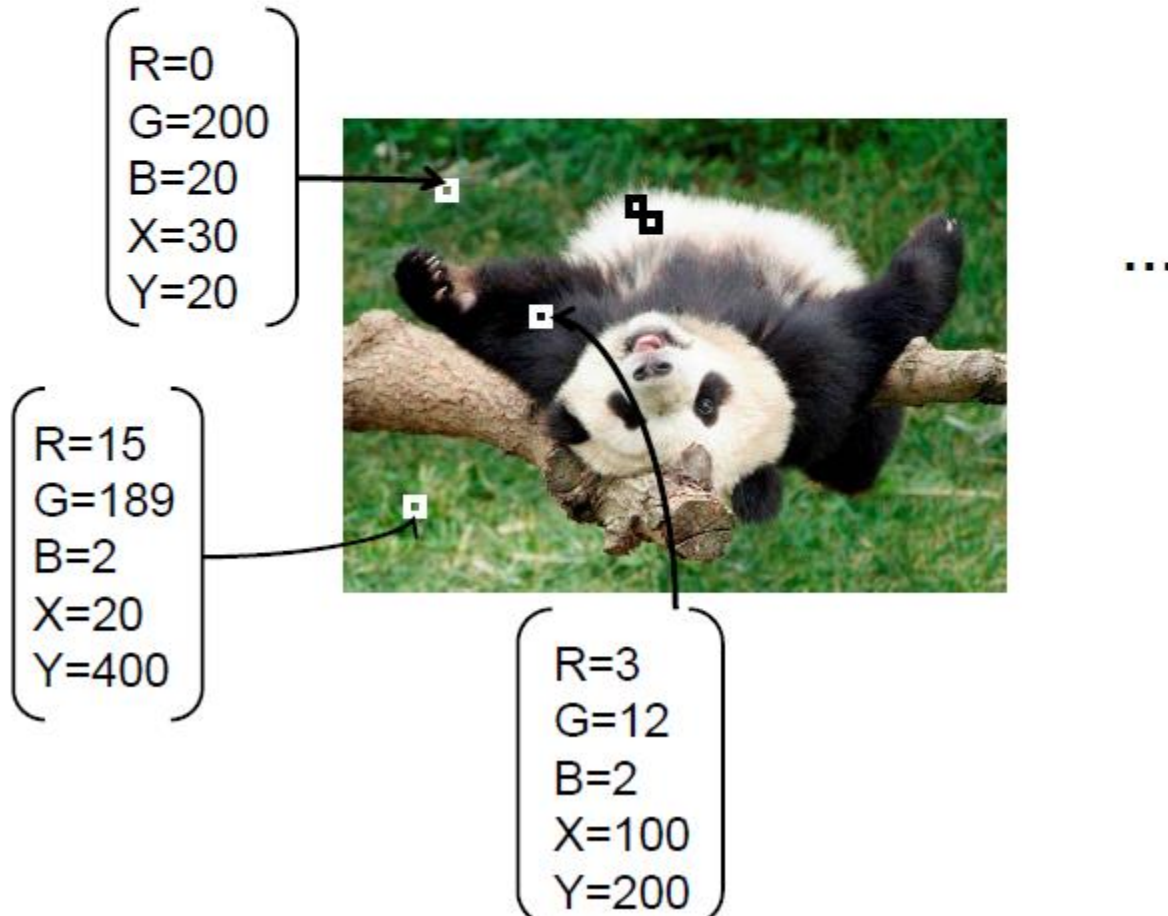 R=0
G=200
B=20
X=30
Y=20
...
R=15
G=189
B=2
X=20
Y=400
R=3
G=12
B=2
X=100
Y=200